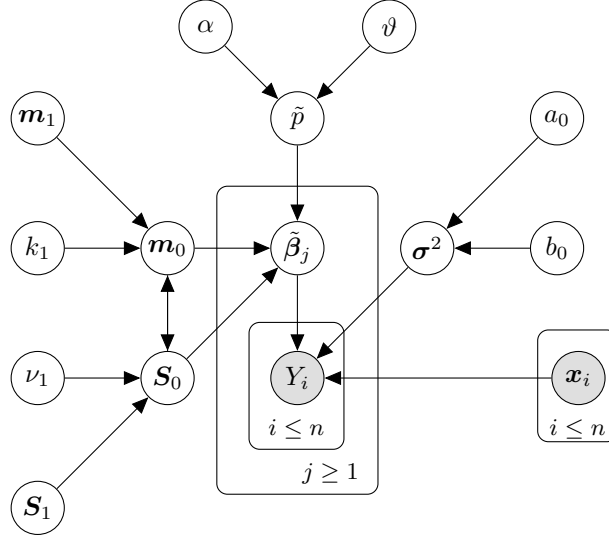 α ϑ
𝒎₁ p̃ a₀
k₁ 𝒎₀ 𝜷̃ⱼ 𝝈² b₀
ν₁ 𝑺₀ Yᵢ 𝒙ᵢ
i ≤ n i ≤ n
j ≥ 1
𝑺₁